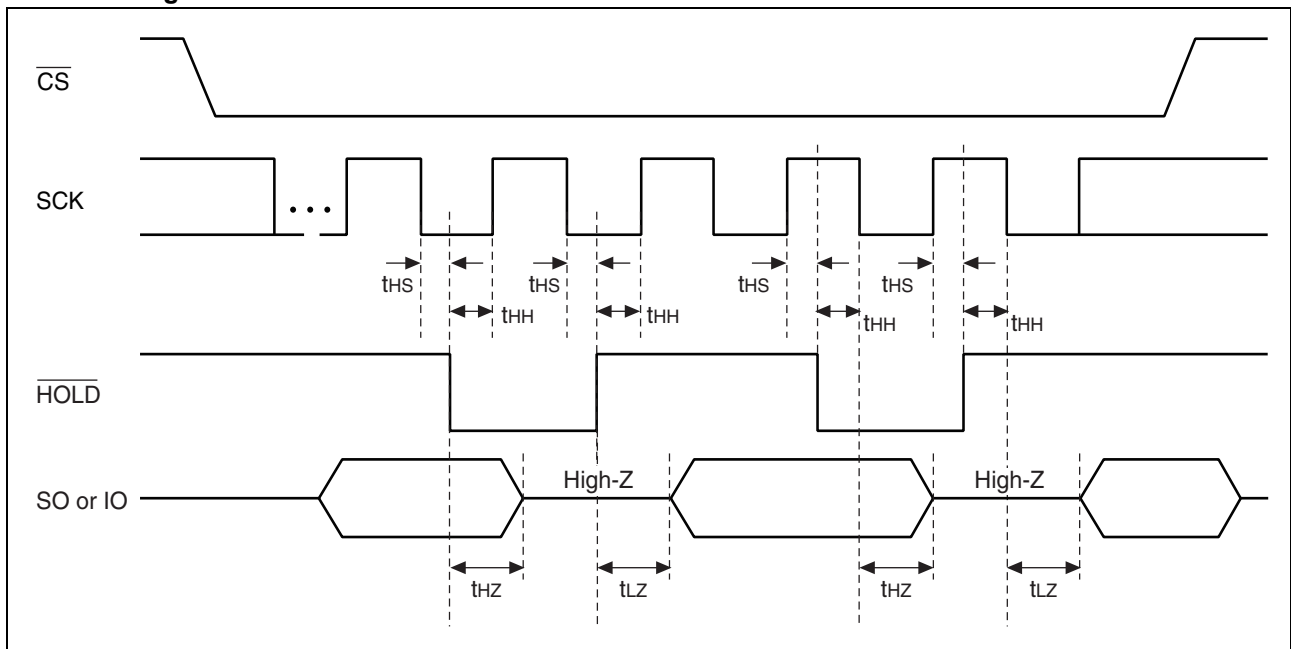 CS
SCK
...
tHS
tHS
tHS
tHS
tHH
tHH
tHH
tHH
HOLD
High-Z
High-Z
SO or IO
tHZ
tLZ
tHZ
tLZ